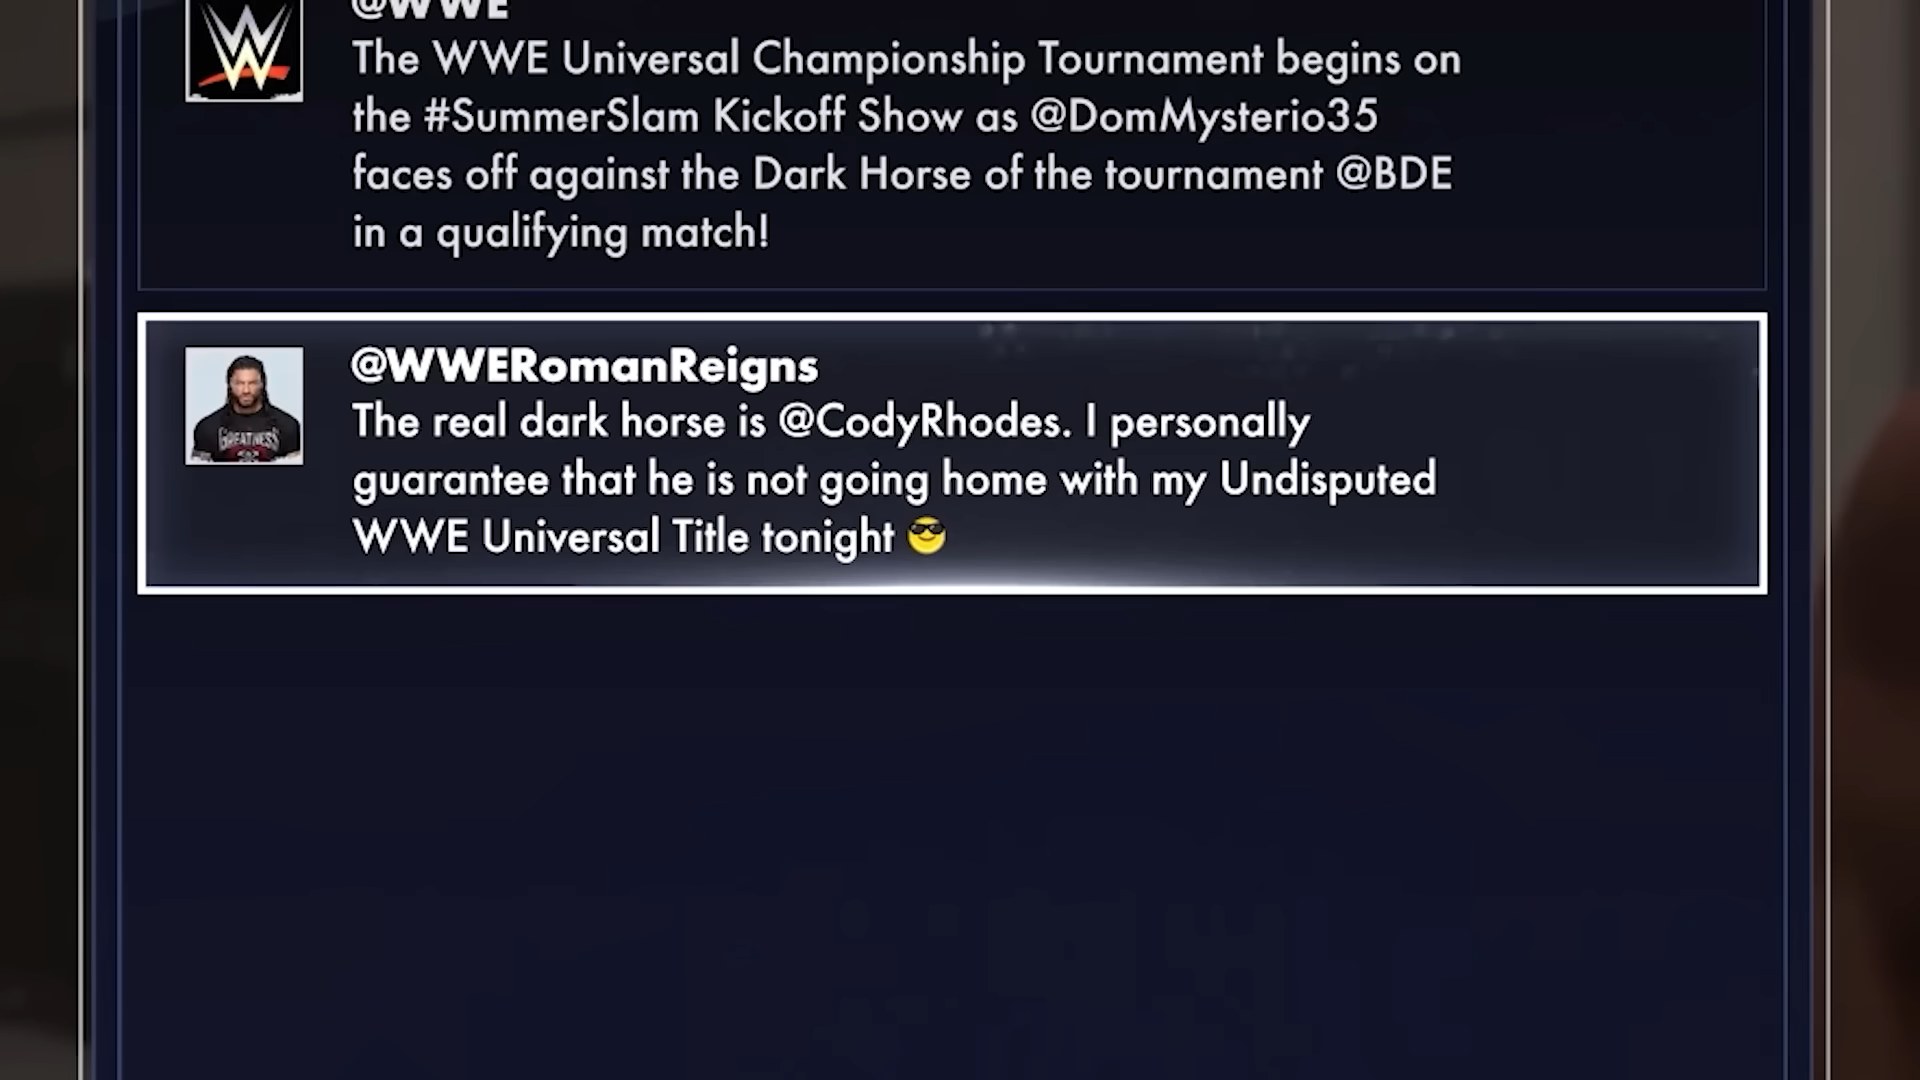 @WWE
The WWE Universal Championship Tournament begins on
the #SummerSlam Kickoff Show as @DomMysterio35
faces off against the Dark Horse of the tournament @BDE
in a qualifying match!
@WWERomanReigns
The real dark horse is @CodyRhodes. I personally
guarantee that he is not going home with my Undisputed
WWE Universal Title tonight 😎
GREATNESS